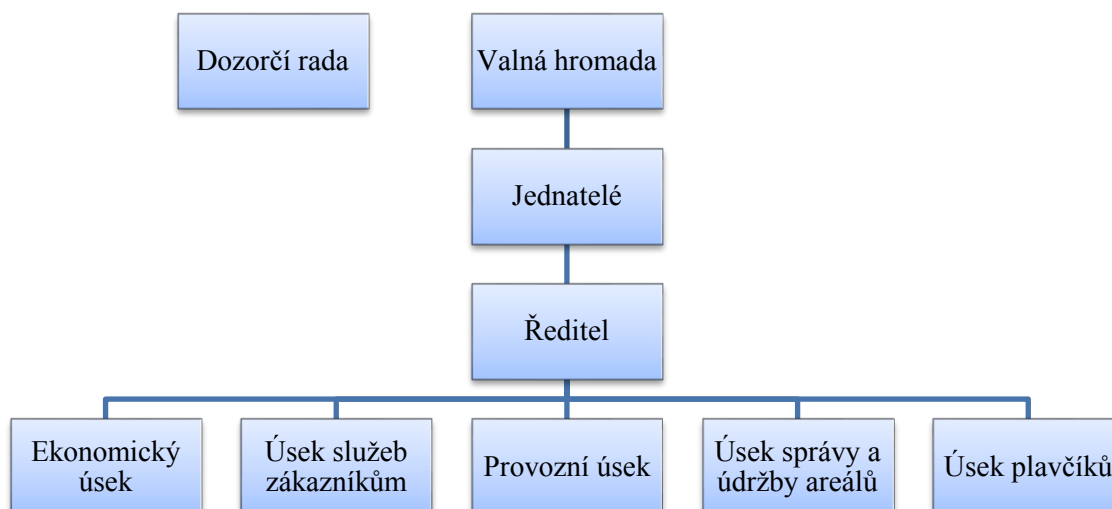 Dozorčí rada
Valná hromada
Jednatelé
Ředitel
Ekonomický
úsek
Úsek služeb
zákazníkům
Provozní úsek
Úsek správy a
údržby areálů
Úsek plavčíků